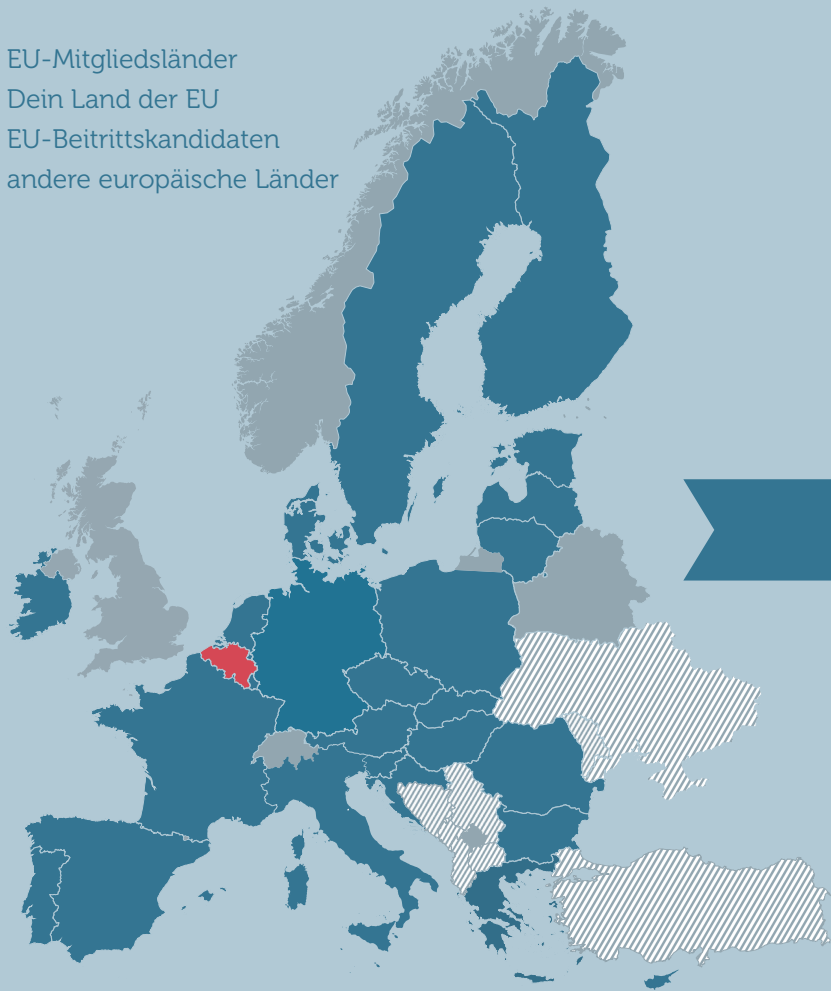 EU-Mitgliedsländer
Dein Land der EU
EU-Beitrittskandidaten
andere europäische Länder